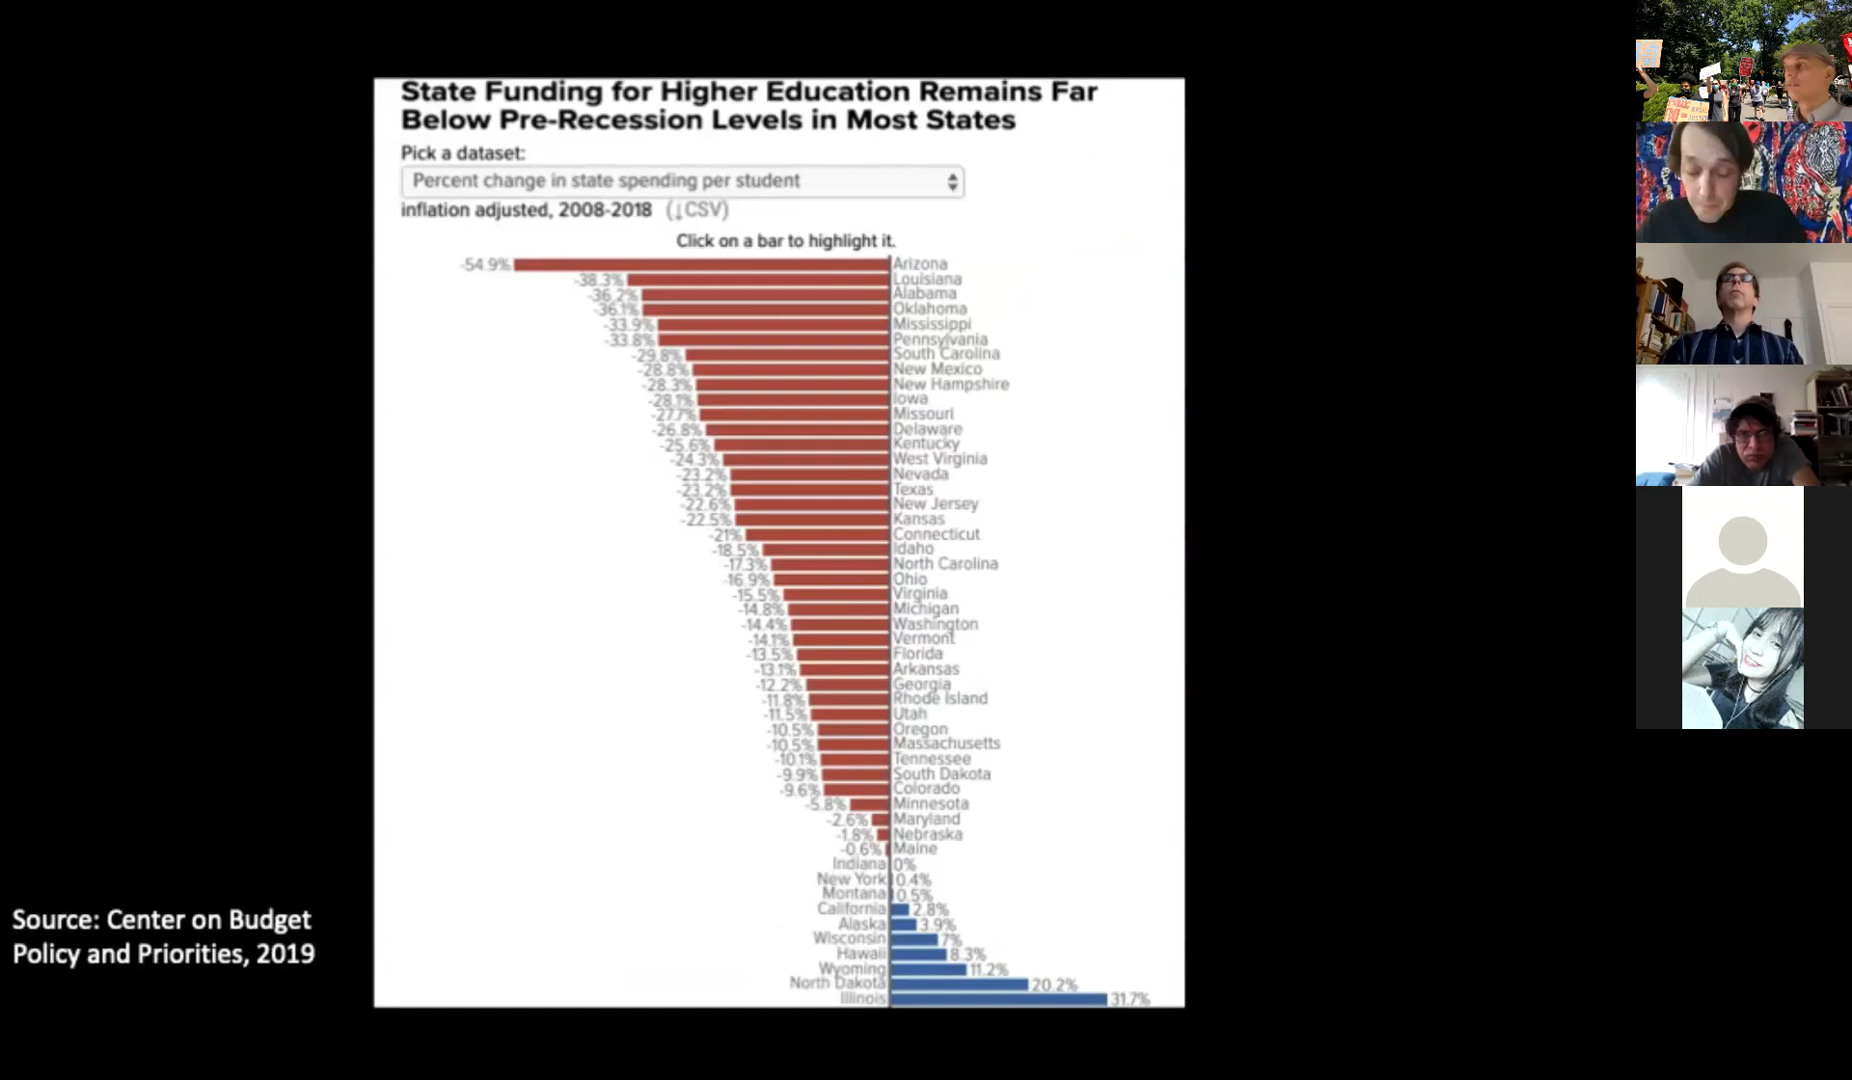 State Funding for Higher Education Remains Far
Below Pre-Recession Levels in Most States
Pick a dataset:
Percent change in state spending per student
inflation adjusted, 2008-2018 (↓CSV)
Click on a bar to highlight it.
-54.9% Arizona
-38.3% Louisiana
-36.2% Alabama
-36.1% Oklahoma
-33.9% Mississippi
-33.8% Pennsylvania
-29.8% South Carolina
-28.8% New Mexico
-28.3% New Hampshire
-28.1% Iowa
-27.7% Missouri
-26.8% Delaware
-25.6% Kentucky
-24.3% West Virginia
-23.2% Nevada
-23.2% Texas
-22.6% New Jersey
-22.5% Kansas
-21% Connecticut
-18.5% Idaho
-17.3% North Carolina
-16.9% Ohio
-15.5% Virginia
-14.8% Michigan
-14.4% Washington
-14.1% Vermont
-13.5% Florida
-13.1% Arkansas
-12.2% Georgia
-11.8% Rhode Island
-11.5% Utah
-10.5% Oregon
-10.5% Massachusetts
-10.1% Tennessee
-9.9% South Dakota
-9.6% Colorado
-5.8% Minnesota
-2.6% Maryland
-1.8% Nebraska
-0.6% Maine
Indiana 0%
New York 0.4%
Montana 0.5%
California 2.8%
Alaska 3.9%
Wisconsin 7%
Hawaii 8.3%
Wyoming 11.2%
North Dakota 20.2%
Illinois 31.7%
Source: Center on Budget
Policy and Priorities, 2019